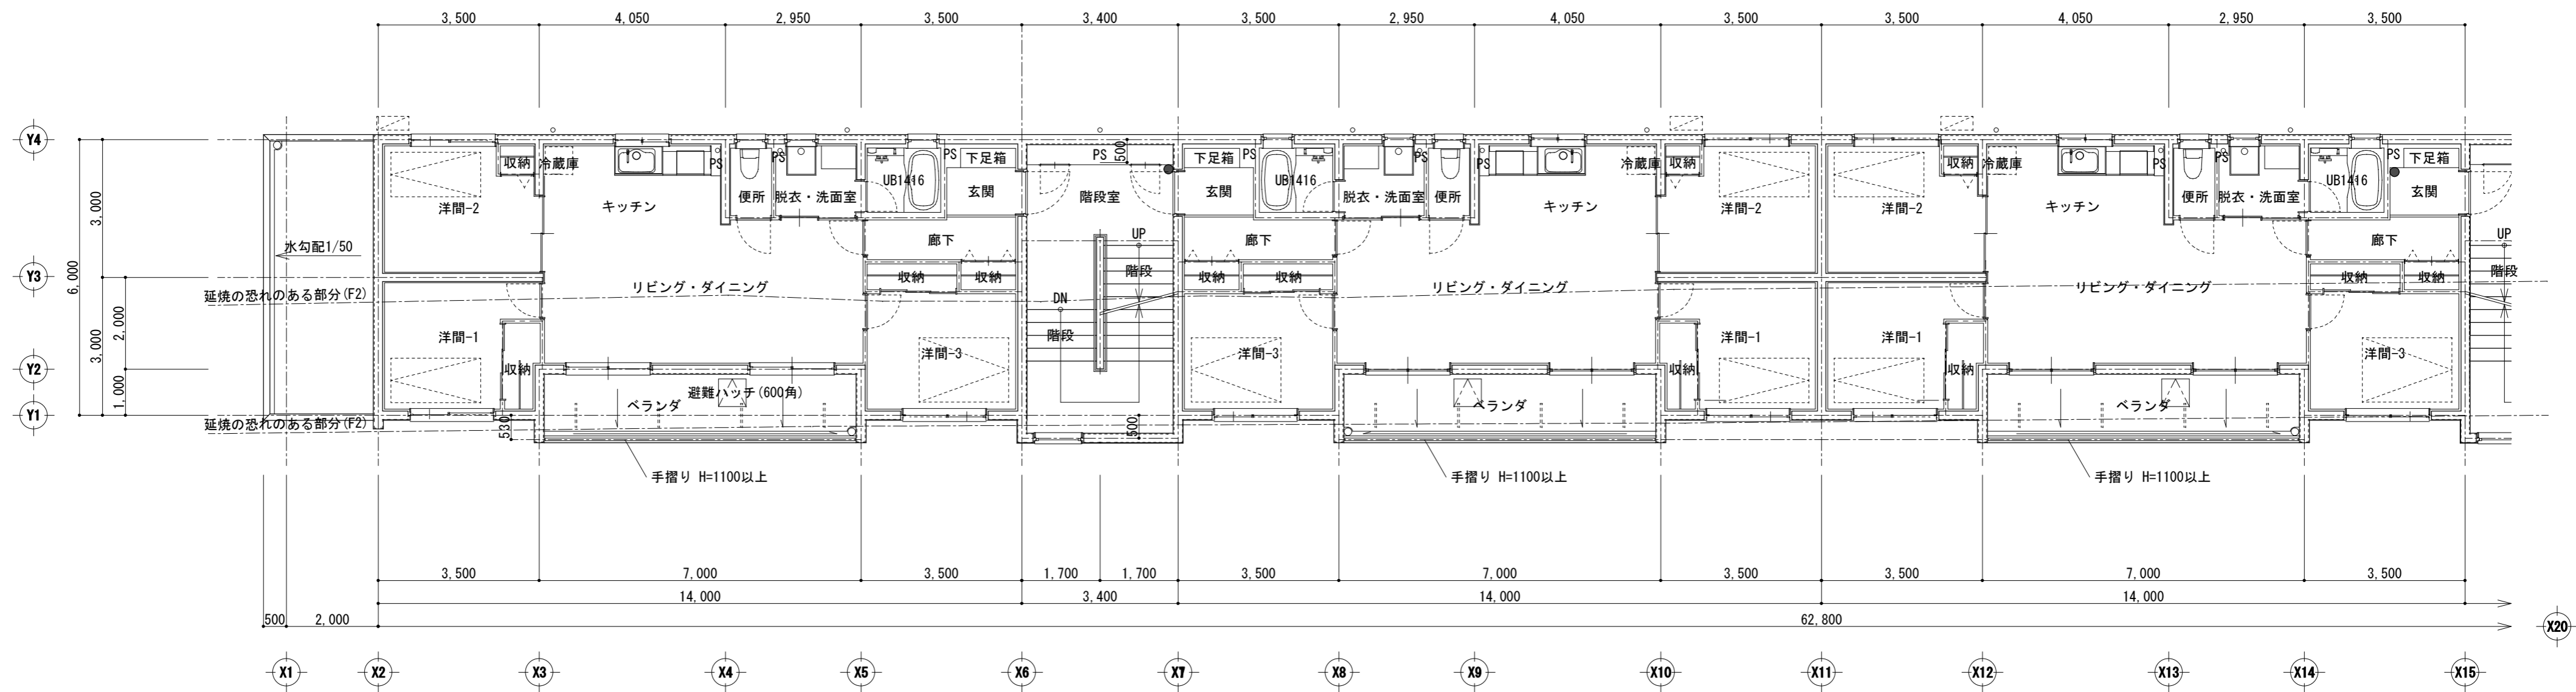 3,500 4,050 2,950 3,500 3,400 3,500 2,950 4,050 3,500 3,500 4,050 2,950 3,500
Y4
Y3
Y2
Y1
6,000
3,000
3,000
2,000
1,000
水勾配1/50
延焼の恐れのある部分(F2)
延焼の恐れのある部分(F2)
収納
冷蔵庫
洋間-2
キッチン
PS
便所
PS
脱衣・洗面室
UB1416
PS
下足箱
玄関
廊下
収納
収納
リビング・ダイニング
洋間-1
収納
洋間-3
避難ハッチ(600角)
ベランダ
530
手摺り H=1100以上
PS
500
階段室
UP
階段
DN
階段
500
下足箱
PS
玄関
UB1416
廊下
収納
収納
脱衣・洗面室
PS
便所
PS
キッチン
冷蔵庫
収納
洋間-2
リビング・ダイニング
洋間-3
洋間-1
収納
ベランダ
手摺り H=1100以上
収納
冷蔵庫
洋間-2
キッチン
PS
便所
PS
脱衣・洗面室
UB1416
PS
下足箱
玄関
廊下
収納
収納
リビング・ダイニング
洋間-1
収納
洋間-3
ベランダ
手摺り H=1100以上
UP
階段
3,500 7,000 3,500 1,700 1,700 3,500 7,000 3,500 3,500 7,000 3,500
14,000 3,400 14,000 14,000
500 2,000 62,800
X20
X1 X2 X3 X4 X5 X6 X7 X8 X9 X10 X11 X12 X13 X14 X15